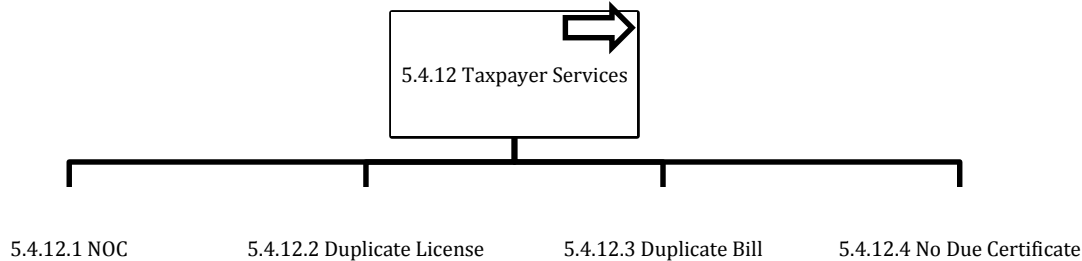 5.4.12 Taxpayer Services
5.4.12.1 NOC
5.4.12.2 Duplicate License
5.4.12.3 Duplicate Bill
5.4.12.4 No Due Certificate